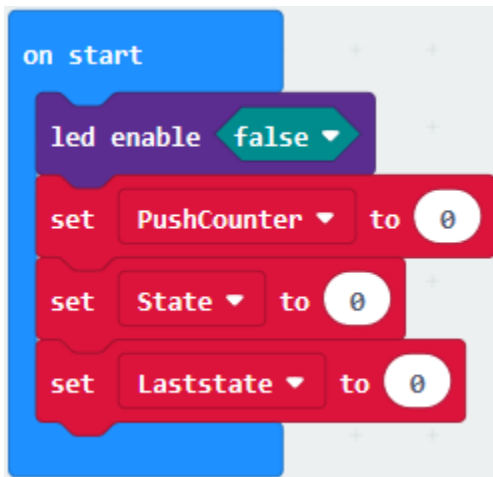 on start
led enable false
set PushCounter to 0
set State to 0
set Laststate to 0